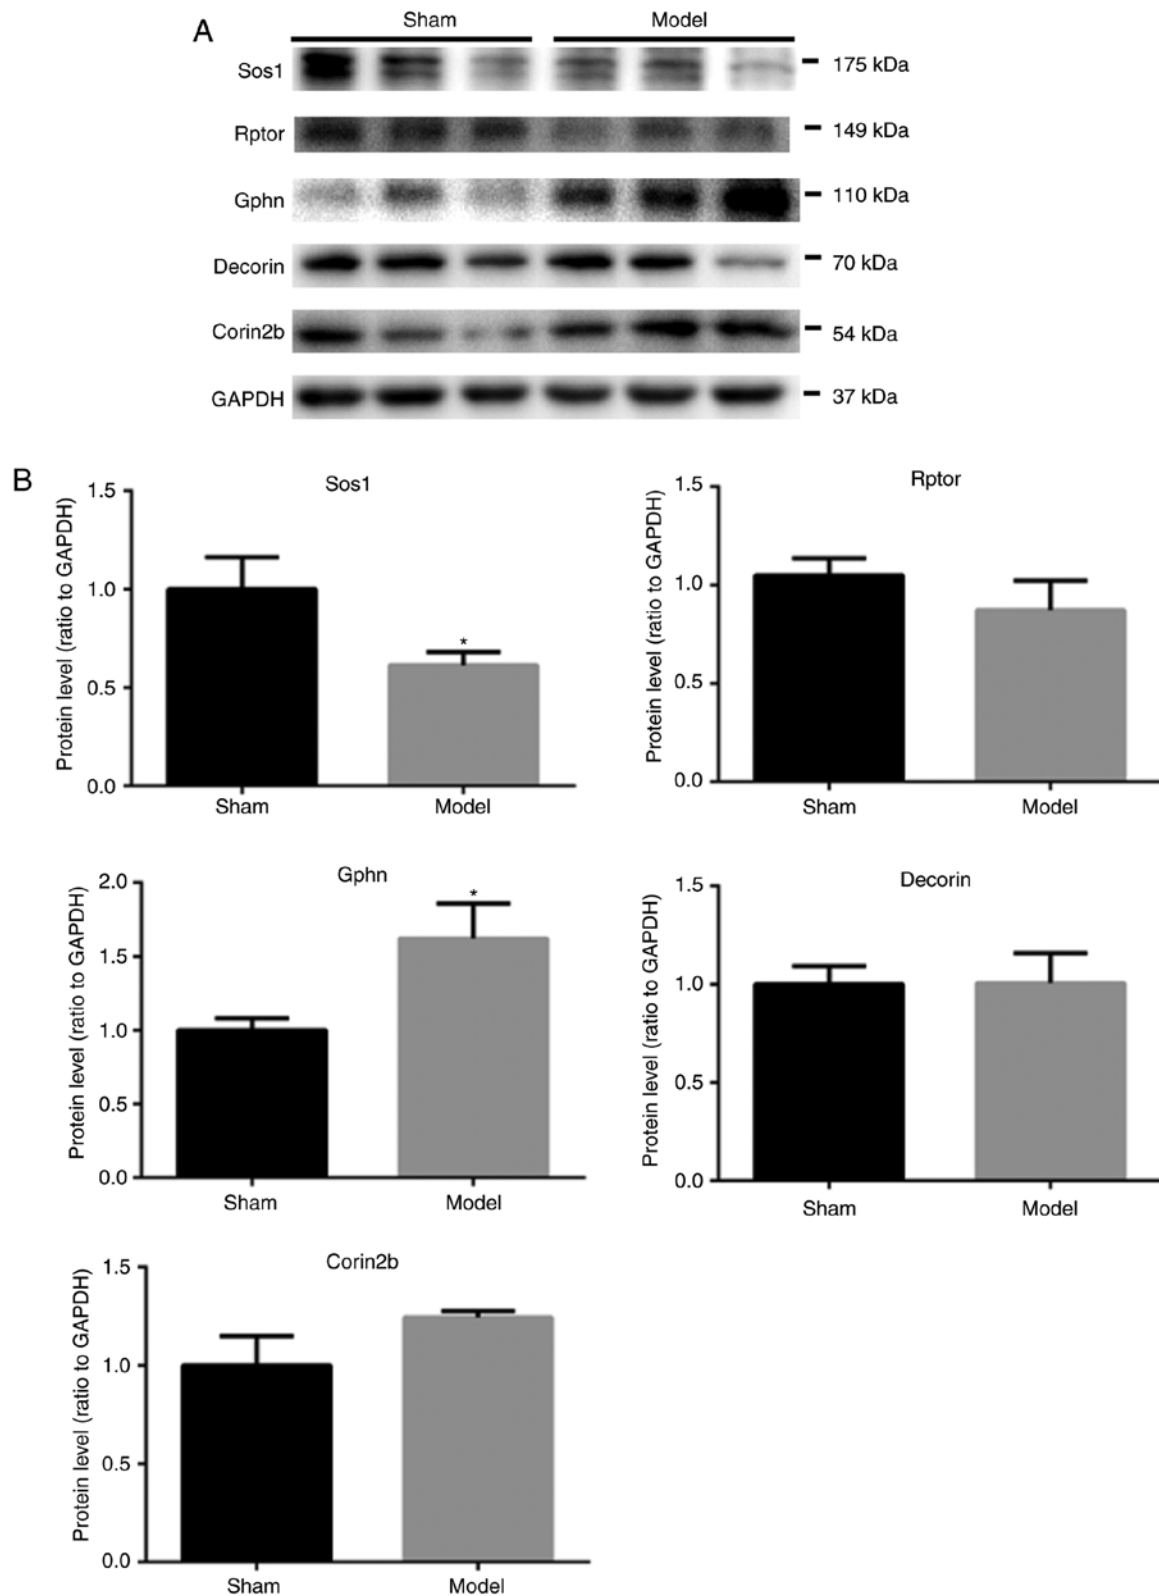 A
Sham Model
Sos1 175 kDa
Rptor 149 kDa
Gphn 110 kDa
Decorin 70 kDa
Corin2b 54 kDa
GAPDH 37 kDa
B
Sos1
Protein level (ratio to GAPDH)
1.5
1.0
*
0.5
0.0
Sham Model
Rptor
Protein level (ratio to GAPDH)
1.5
1.0
0.5
0.0
Sham Model
Gphn
Protein level (ratio to GAPDH)
2.0
*
1.5
1.0
0.5
0.0
Sham Model
Decorin
Protein level (ratio to GAPDH)
1.5
1.0
0.5
0.0
Sham Model
Corin2b
Protein level (ratio to GAPDH)
1.5
1.0
0.5
0.0
Sham Model